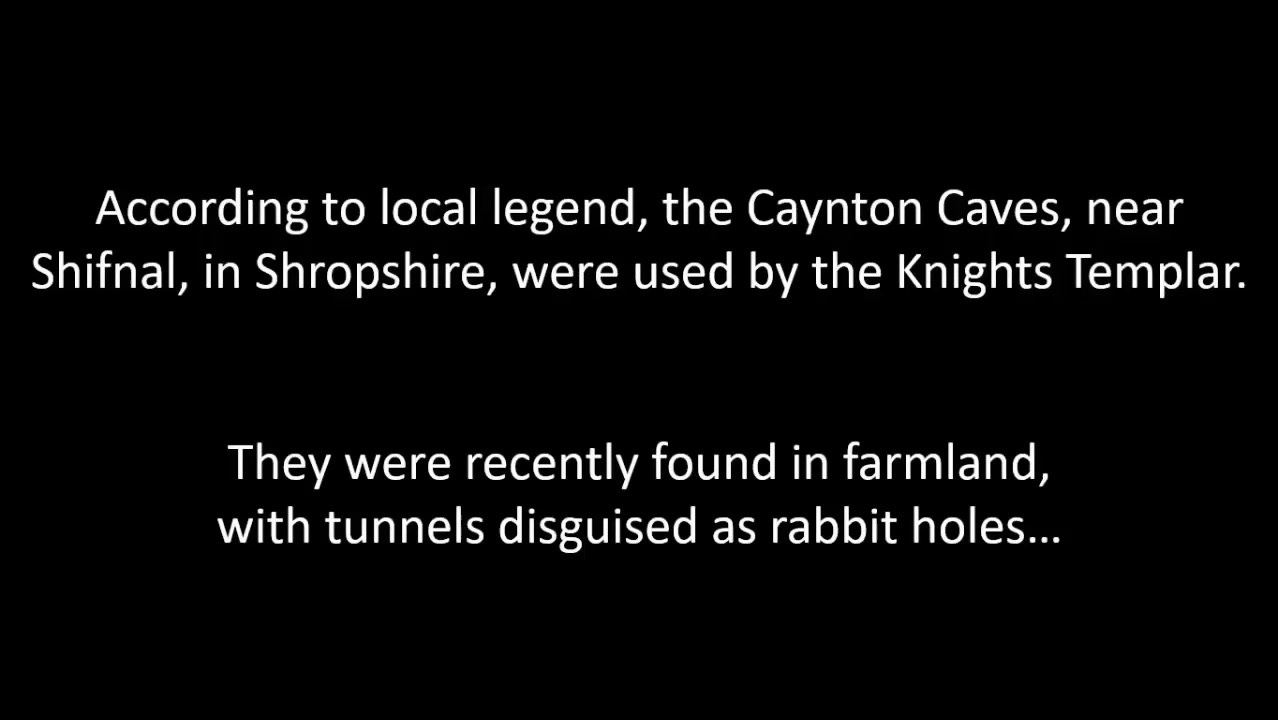 According to local legend, the Caynton Caves, near
Shifnal, in Shropshire, were used by the Knights Templar.
They were recently found in farmland,
with tunnels disguised as rabbit holes...